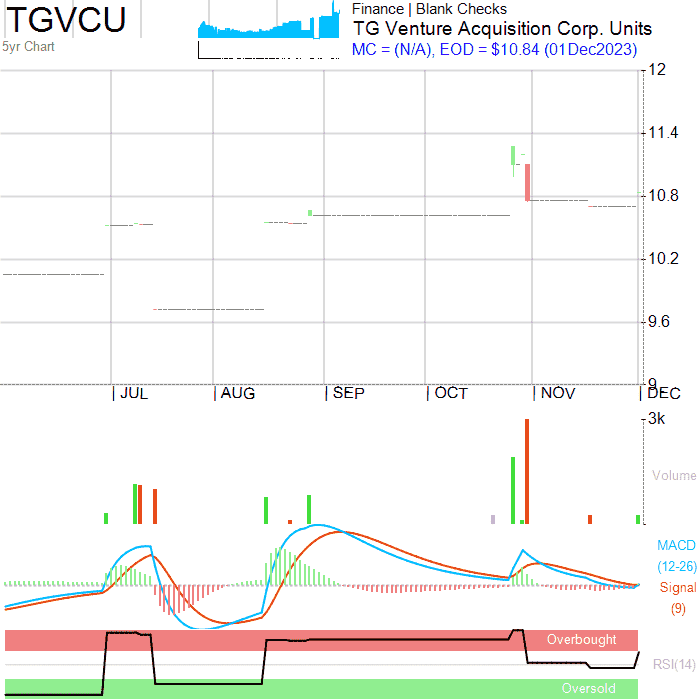 TGVCU
5yr Chart
Finance | Blank Checks
TG Venture Acquisition Corp. Units
MC = (N/A), EOD = $10.84 (01Dec2023)
12
11.4
10.8
10.2
9.6
9
JUL
AUG
SEP
OCT
NOV
DEC
3k
Volume
MACD
(12-26)
Signal
(9)
Overbought
RSI(14)
Oversold